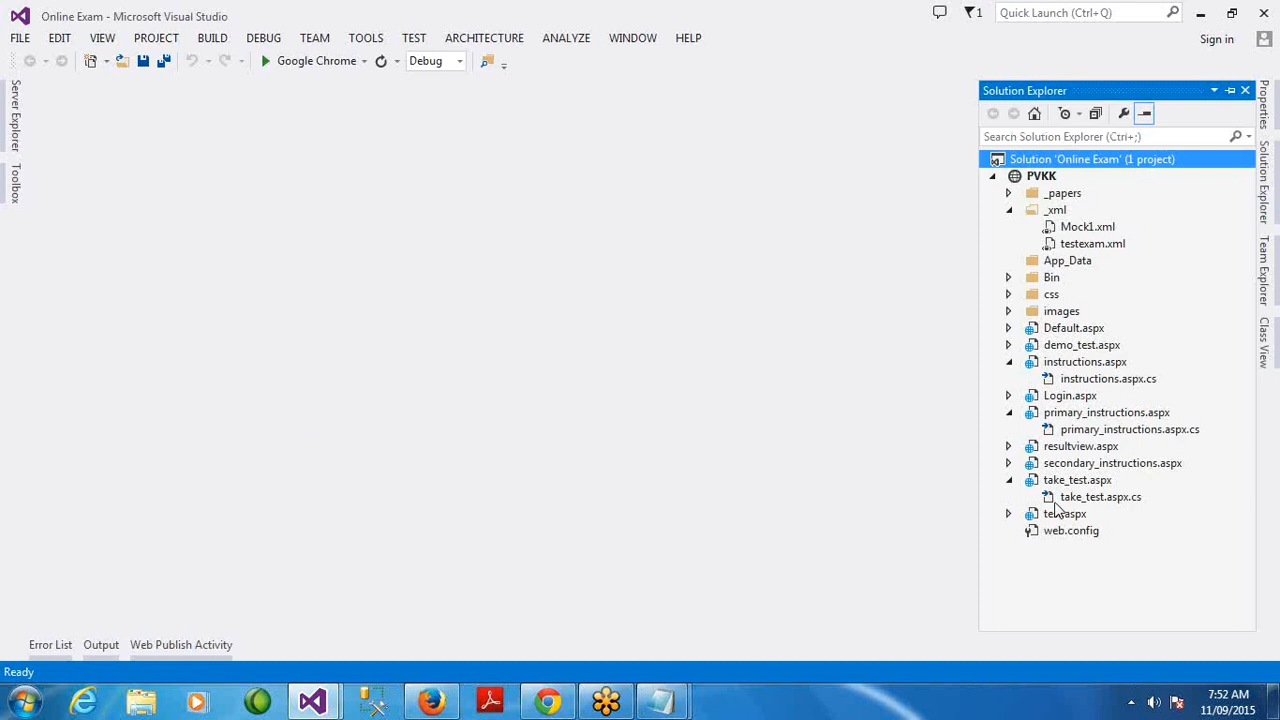 Online Exam - Microsoft Visual Studio
1
Quick Launch (Ctrl+Q)
FILE EDIT VIEW PROJECT BUILD DEBUG TEAM TOOLS TEST ARCHITECTURE ANALYZE WINDOW HELP
Sign in
Google Chrome
Debug
Server Explorer
Toolbox
Solution Explorer
Search Solution Explorer (Ctrl+;)
Solution 'Online Exam' (1 project)
PVKK
_papers
_xml
Mock1.xml
testexam.xml
App_Data
Bin
css
images
Default.aspx
demo_test.aspx
instructions.aspx
instructions.aspx.cs
Login.aspx
primary_instructions.aspx
primary_instructions.aspx.cs
resultview.aspx
secondary_instructions.aspx
take_test.aspx
take_test.aspx.cs
web.config
Properties
Solution Explorer
Team Explorer
Class View
Error List Output Web Publish Activity
Ready
7:52 AM
11/09/2015